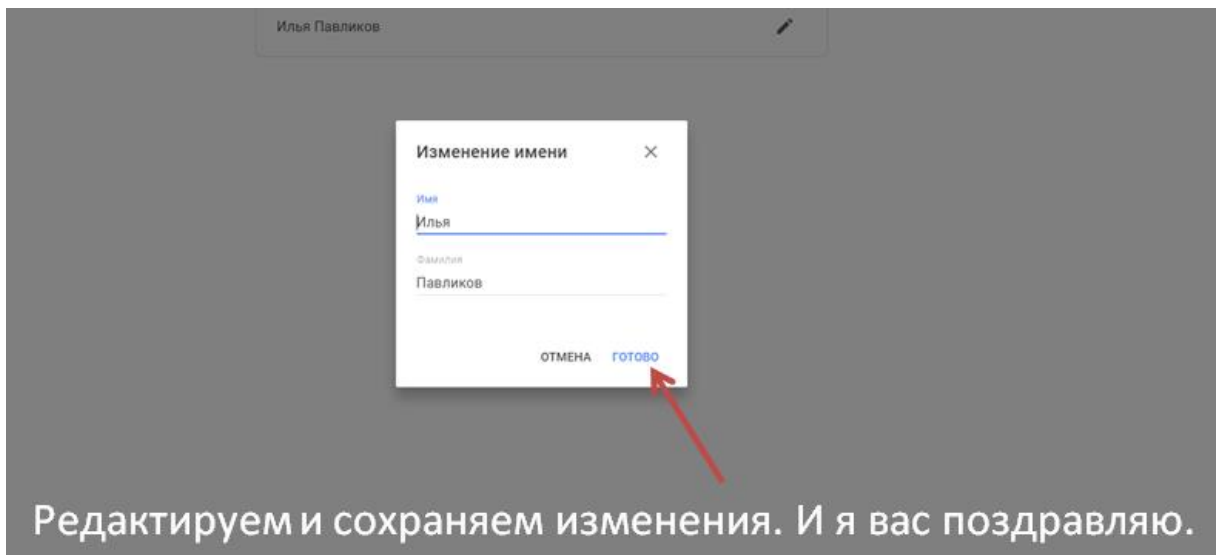 Илья Павликов
Изменение имени
Имя
Илья
Фамилия
Павликов
ОТМЕНА ГОТОВО
Редактируем и сохраняем изменения. И я вас поздравляю.